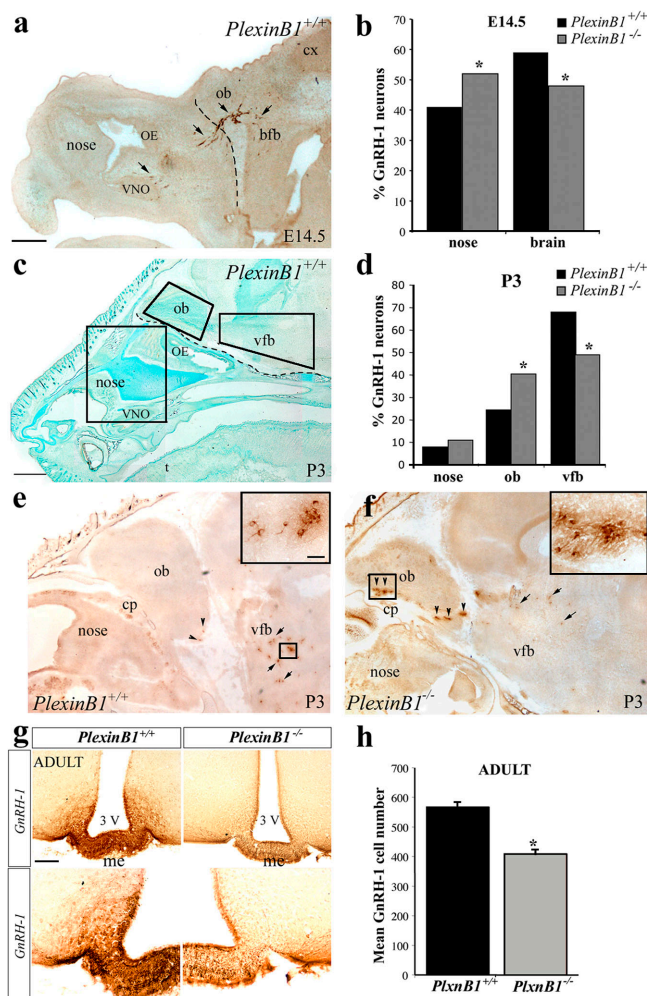 a
PlexinB1+/+
cx
ob
OE
nose
bfb
VNO
E14.5
b
E14.5
PlexinB1+/+
PlexinB1-/-
% GnRH-1 neurons
70
60
50
40
30
20
10
0
*
*
nose brain
c
PlexinB1+/+
ob
vfb
OE
nose
VNO
t
P3
d
P3
PlexinB1+/+
PlexinB1-/-
% GnRH-1 neurons
80
70
60
50
40
30
20
10
0
*
*
nose ob vfb
e
ob
cp
nose
vfb
PlexinB1+/+
P3
f
ob
cp
vfb
nose
PlexinB1-/-
P3
g
PlexinB1+/+ PlexinB1-/-
GnRH-1
ADULT
3 V
me
me
GnRH-1
h
ADULT
Mean GnRH-1 cell number
700
600
500
400
300
200
100
0
*
PlxnB1+/+ PlxnB1-/-